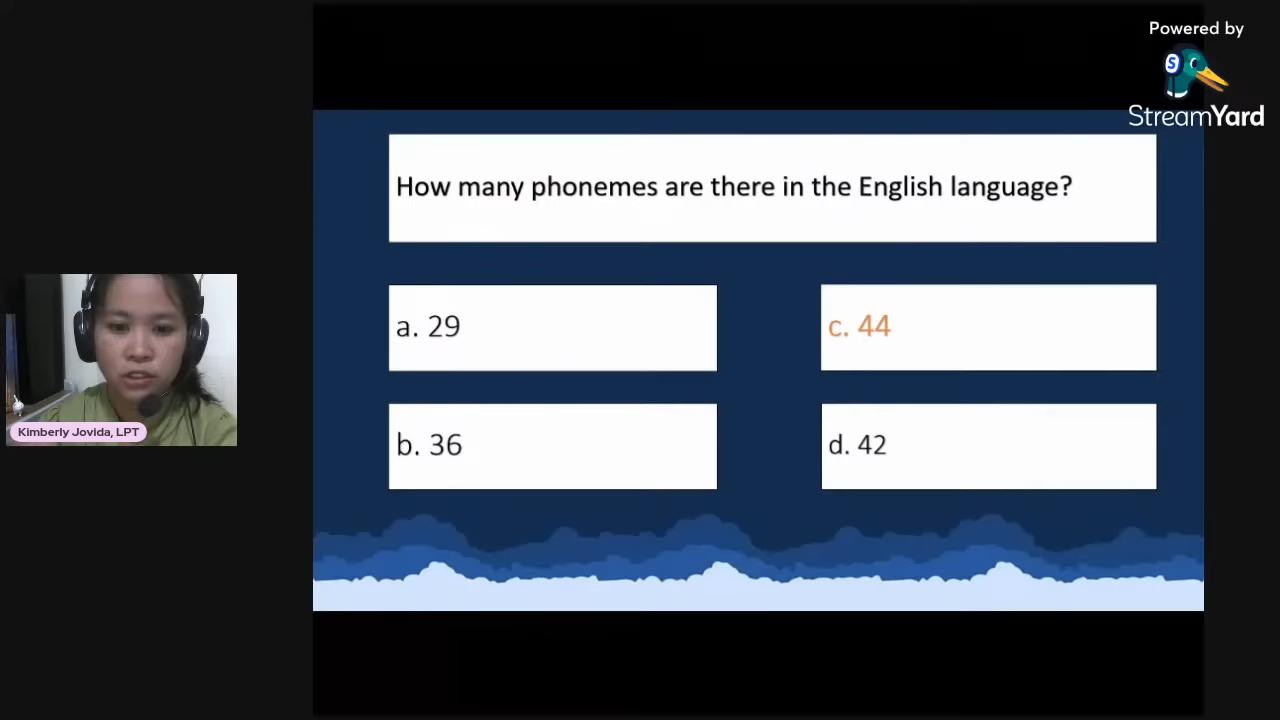 Powered by
StreamYard
How many phonemes are there in the English language?
a. 29
c. 44
b. 36
d. 42
Kimberly Jovida, LPT